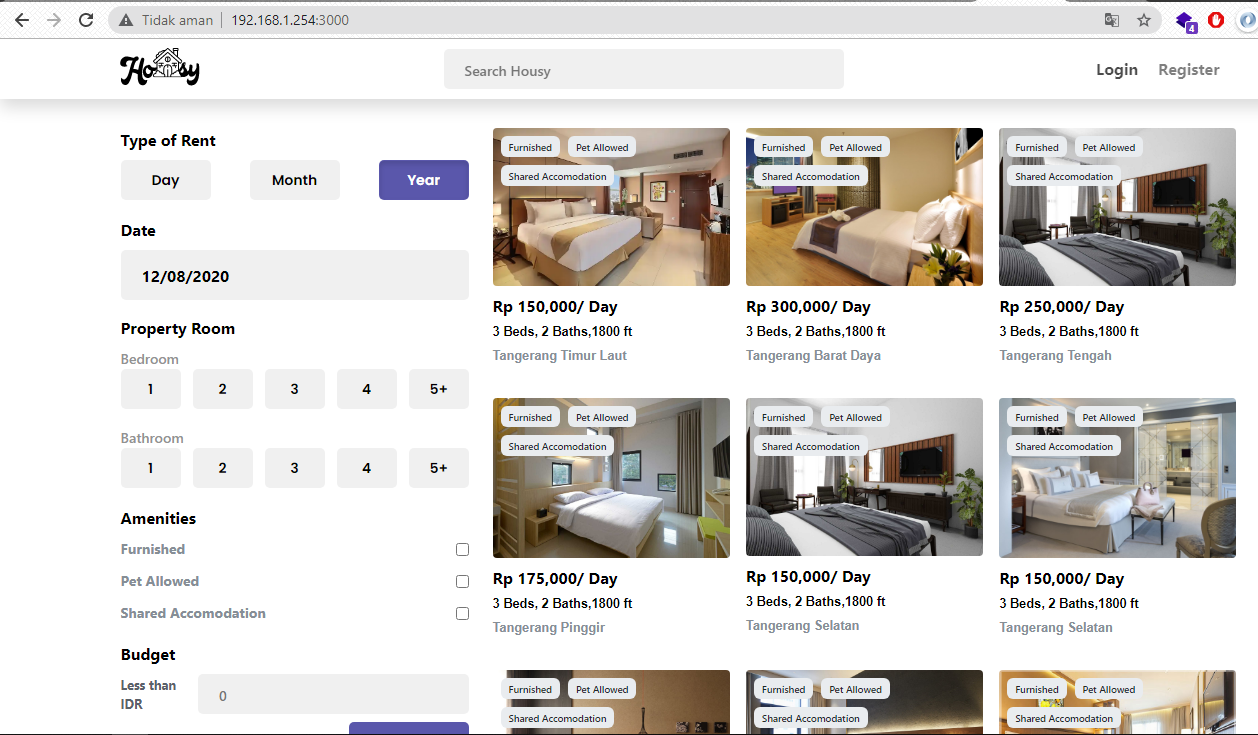 Tidak aman | 192.168.1.254:3000
4
Housy
Search Housy
Login Register
Type of Rent
Day Month Year
Date
12/08/2020
Property Room
Bedroom
1 2 3 4 5+
Bathroom
1 2 3 4 5+
Amenities
Furnished
Pet Allowed
Shared Accomodation
Budget
Less than
IDR
0
Furnished Pet Allowed
Shared Accomodation
Rp 150,000/ Day
3 Beds, 2 Baths,1800 ft
Tangerang Timur Laut
Furnished Pet Allowed
Shared Accomodation
Rp 300,000/ Day
3 Beds, 2 Baths,1800 ft
Tangerang Barat Daya
Furnished Pet Allowed
Shared Accomodation
Rp 250,000/ Day
3 Beds, 2 Baths,1800 ft
Tangerang Tengah
Furnished Pet Allowed
Shared Accomodation
Rp 175,000/ Day
3 Beds, 2 Baths,1800 ft
Tangerang Pinggir
Furnished Pet Allowed
Shared Accomodation
Rp 150,000/ Day
3 Beds, 2 Baths,1800 ft
Tangerang Selatan
Furnished Pet Allowed
Shared Accomodation
Rp 150,000/ Day
3 Beds, 2 Baths,1800 ft
Tangerang Selatan
Furnished Pet Allowed
Shared Accomodation
Furnished Pet Allowed
Shared Accomodation
Furnished Pet Allowed
Shared Accomodation